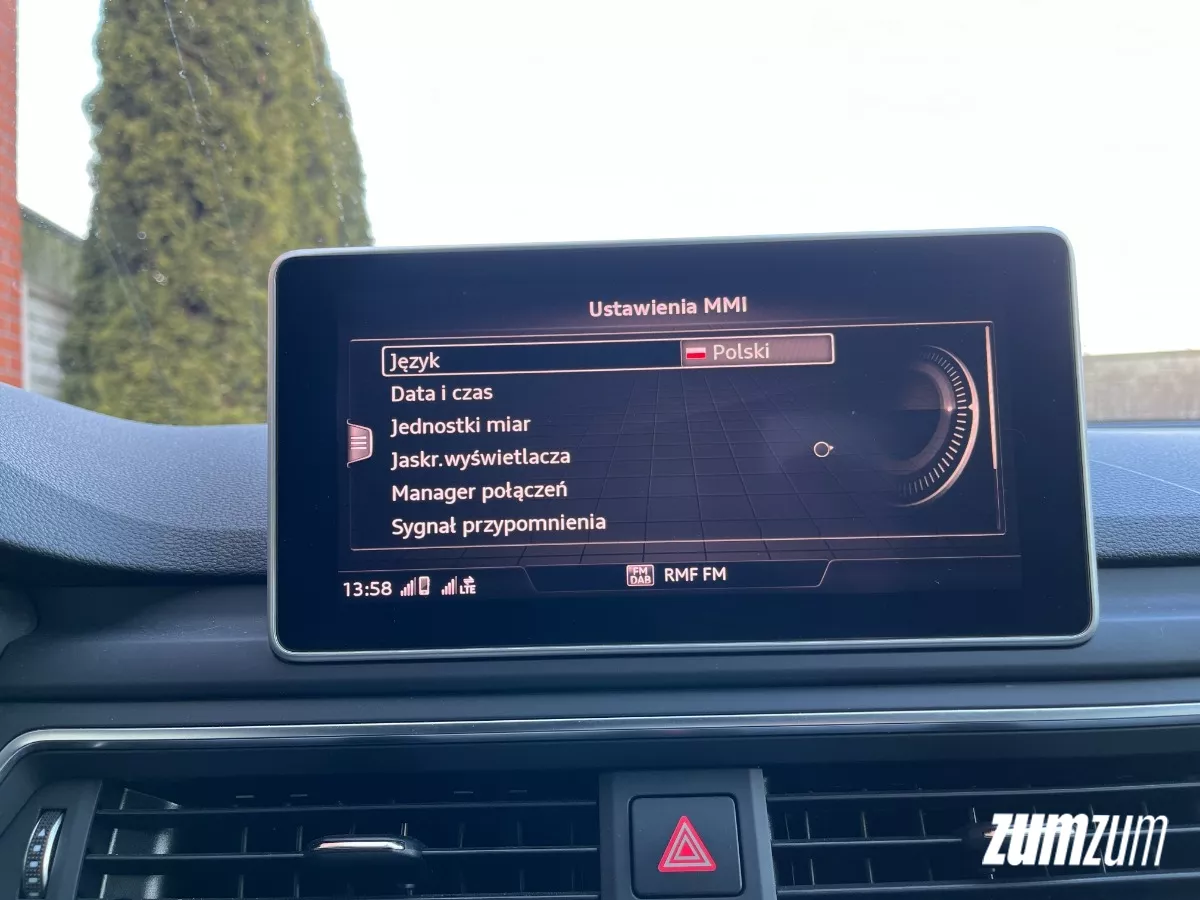 Ustawienia MMI
Język Polski
Data i czas
Jednostki miar
Jaskr.wyświetlacza
Manager połączeń
Sygnał przypomnienia
13:58 LTE FM DAB RMF FM
zumzum